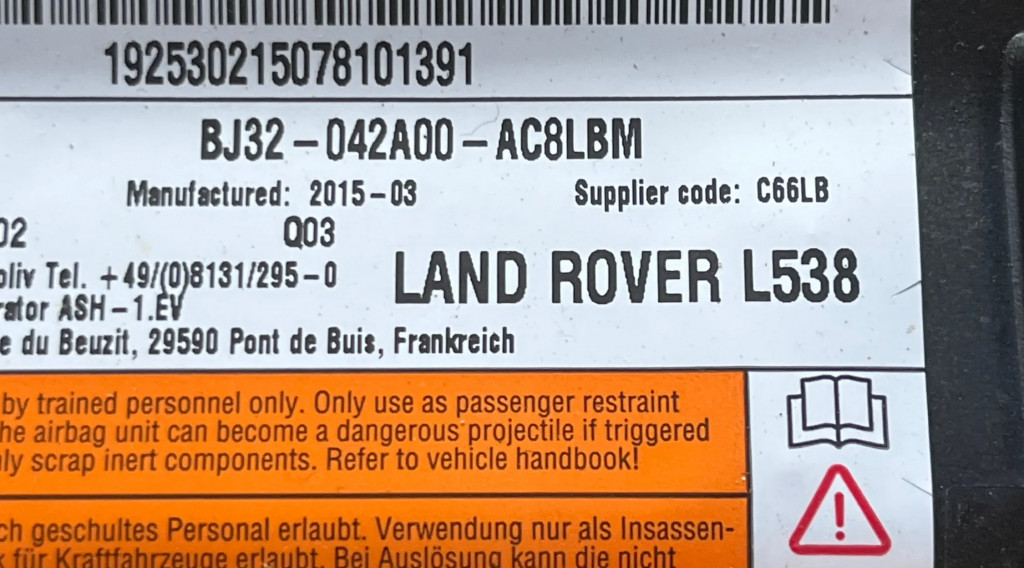 192530215078101391
BJ32-042A00-AC8LBM
Manufactured: 2015-03 Supplier code: C66LB
02 Q03
oliv Tel. +49/(0)8131/295-0
LAND ROVER L538
rator ASH-1.EV
e du Beuzit, 29590 Pont de Buis, Frankreich
by trained personnel only. Only use as passenger restraint
he airbag unit can become a dangerous projectile if triggered
ly scrap inert components. Refer to vehicle handbook!
ch geschultes Personal erlaubt. Verwendung nur als Insassen-
für Kraftfahrzeuge erlaubt. Bei Auslösung kann die nicht